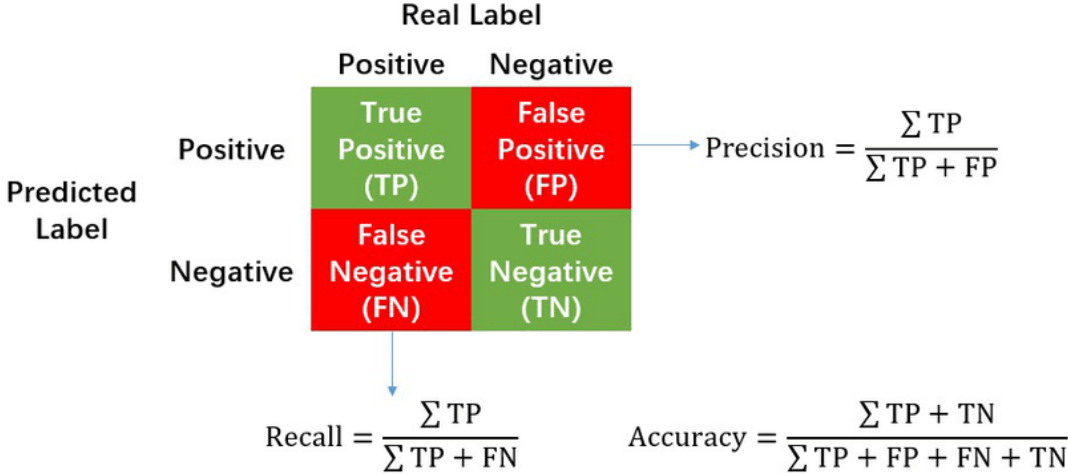 Real Label
Positive Negative
True
Positive
(TP)
False
Positive
(FP)
Positive
Precision = ∑ TP / ∑ TP + FP
Predicted
Label
Negative
False
Negative
(FN)
True
Negative
(TN)
Recall = ∑ TP / ∑ TP + FN
Accuracy = ∑ TP + TN / ∑ TP + FP + FN + TN